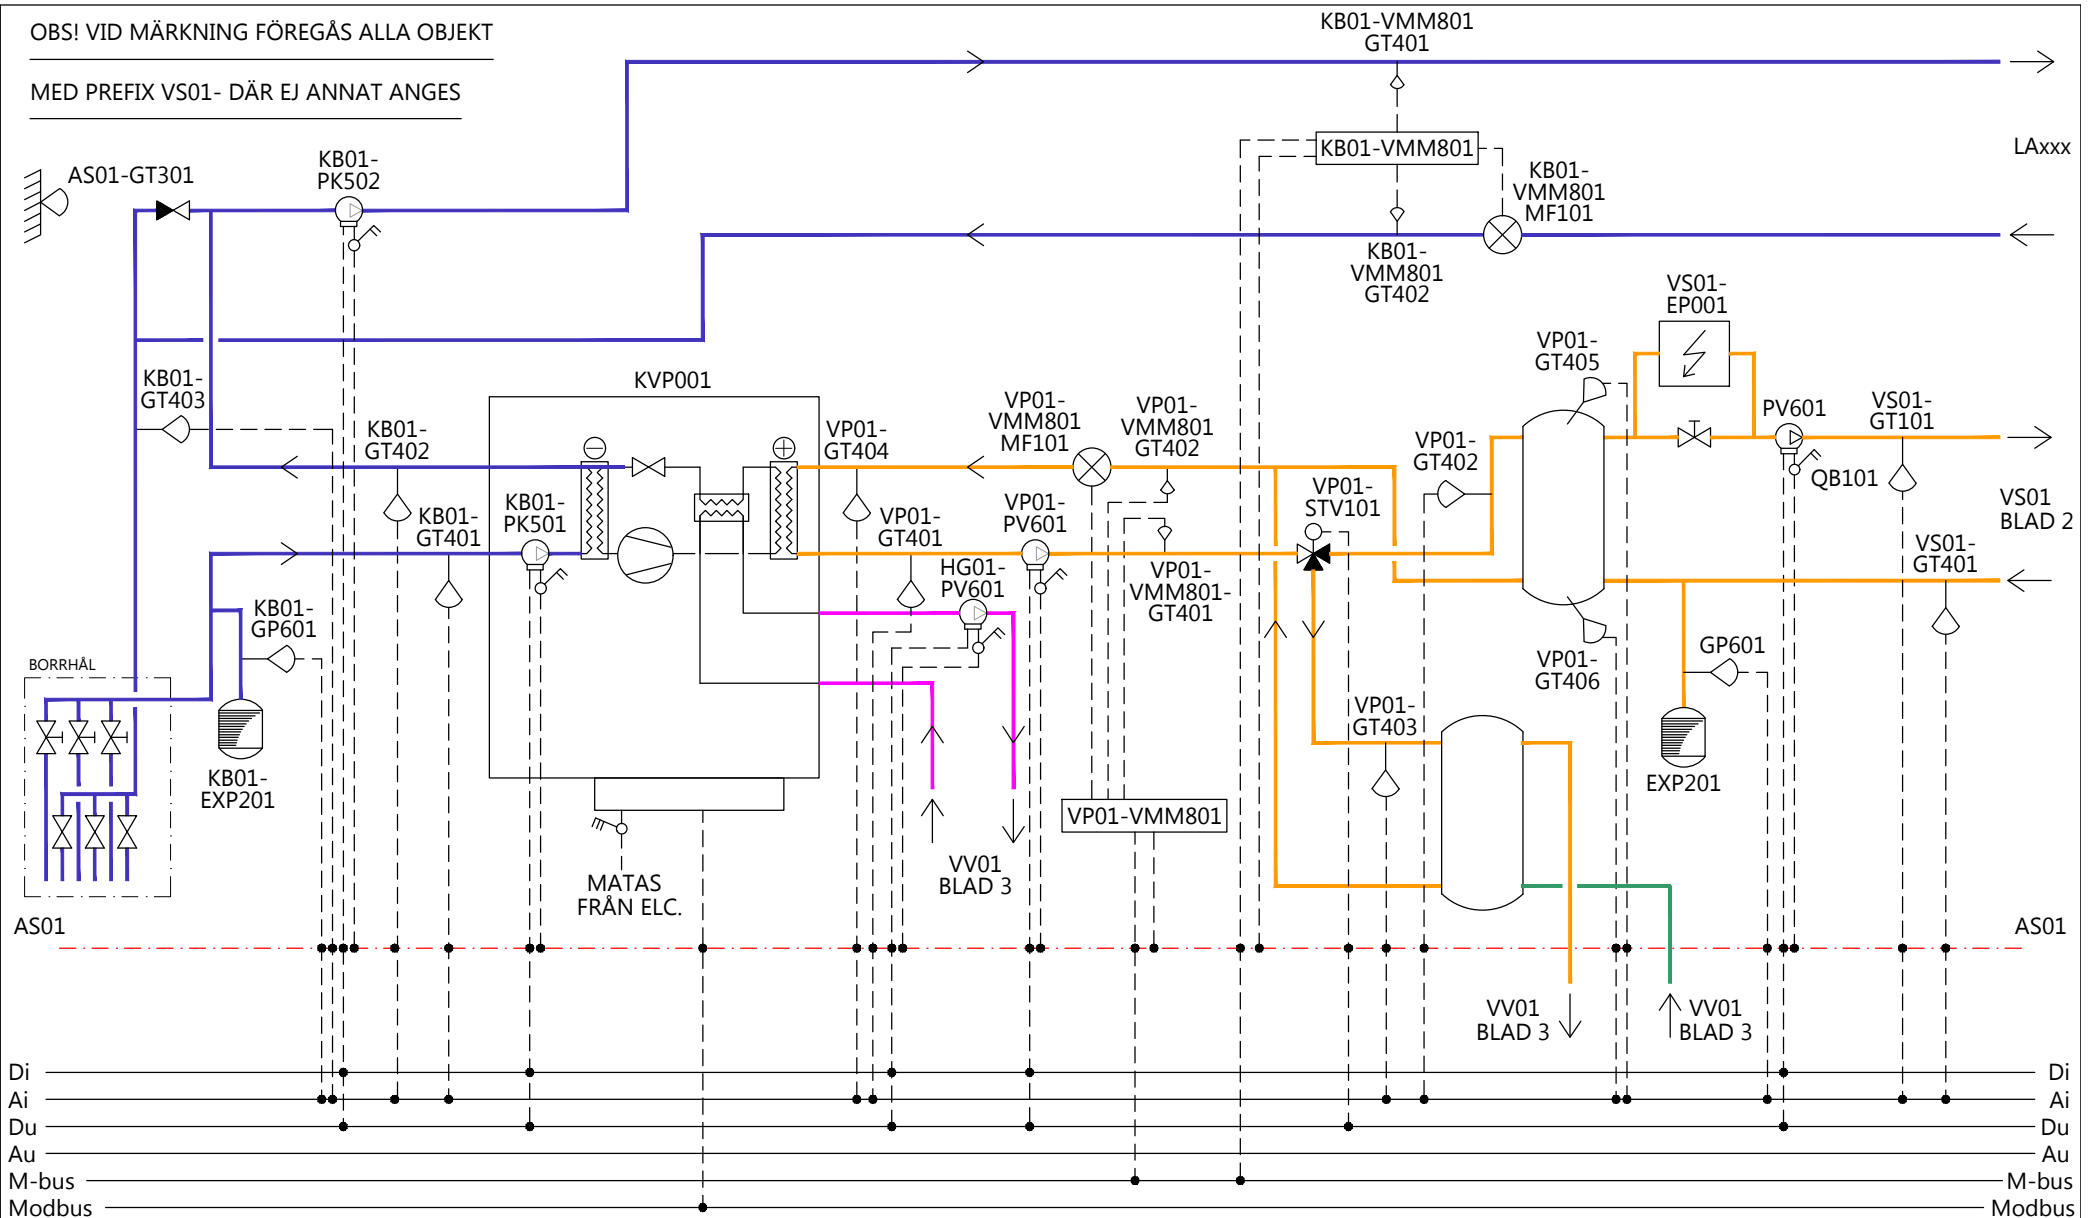 OBS! VID MÄRKNING FÖREGÅS ALLA OBJEKT
MED PREFIX VS01- DÄR EJ ANNAT ANGES
KB01-VMM801
GT401
LAxxx
KB01-VMM801
KB01-
VMM801
MF101
KB01-
VMM801
GT402
AS01-GT301
KB01-
PK502
VS01-
EP001
VP01-
GT405
KB01-
GT403
KVP001
KB01-
GT402
VP01-
GT404
VP01-
VMM801
MF101
VP01-
VMM801
GT402
VP01-
GT402
PV601
VS01-
GT101
QB101
VS01
BLAD 2
KB01-
GT401
KB01-
PK501
VP01-
GT401
VP01-
PV601
VP01-
STV101
VS01-
GT401
HG01-
PV601
VP01-
VMM801-
GT401
KB01-
GP601
BORRHÅL
VP01-
GT406
GP601
VP01-
GT403
KB01-
EXP201
EXP201
VP01-VMM801
MATAS
FRÅN ELC.
VV01
BLAD 3
AS01
AS01
VV01
BLAD 3
VV01
BLAD 3
Di
Di
Ai
Ai
Du
Du
Au
Au
M-bus
M-bus
Modbus
Modbus